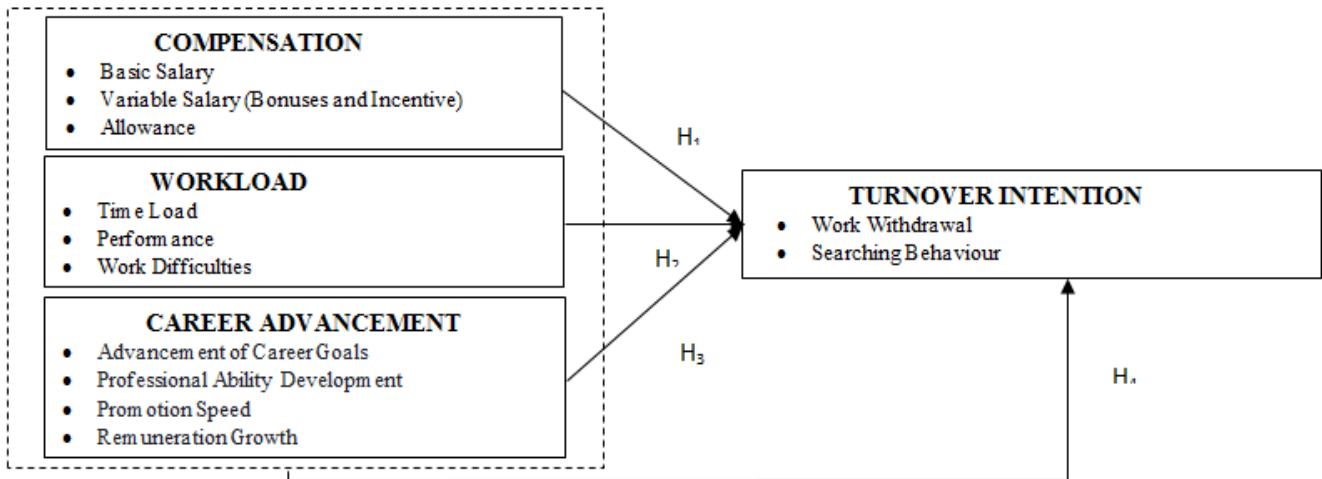 COMPENSATION
• Basic Salary
• Variable Salary (Bonuses and Incentive)
• Allowance
H₁
WORKLOAD
• Time Load
• Performance
• Work Difficulties
H₂
TURNOVER INTENTION
• Work Withdrawal
• Searching Behaviour
CAREER ADVANCEMENT
• Advancement of Career Goals
• Professional Ability Development
• Promotion Speed
• Remuneration Growth
H₃
H₄